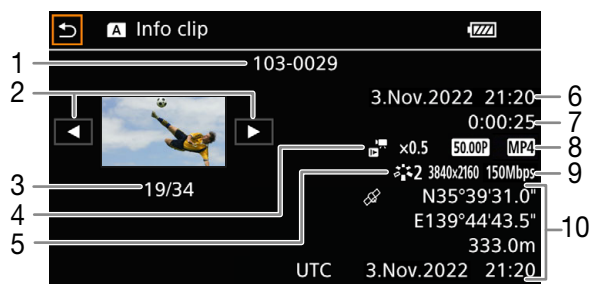 A Info clip
1 103-0029
2
3.Nov.2022 21:20 6
0:00:25 7
4 ×0.5 50.00P MP4 8
3 19/34
5 2 3840x2160 150Mbps 9
N35°39'31.0"
E139°44'43.5" 10
333.0m
UTC 3.Nov.2022 21:20